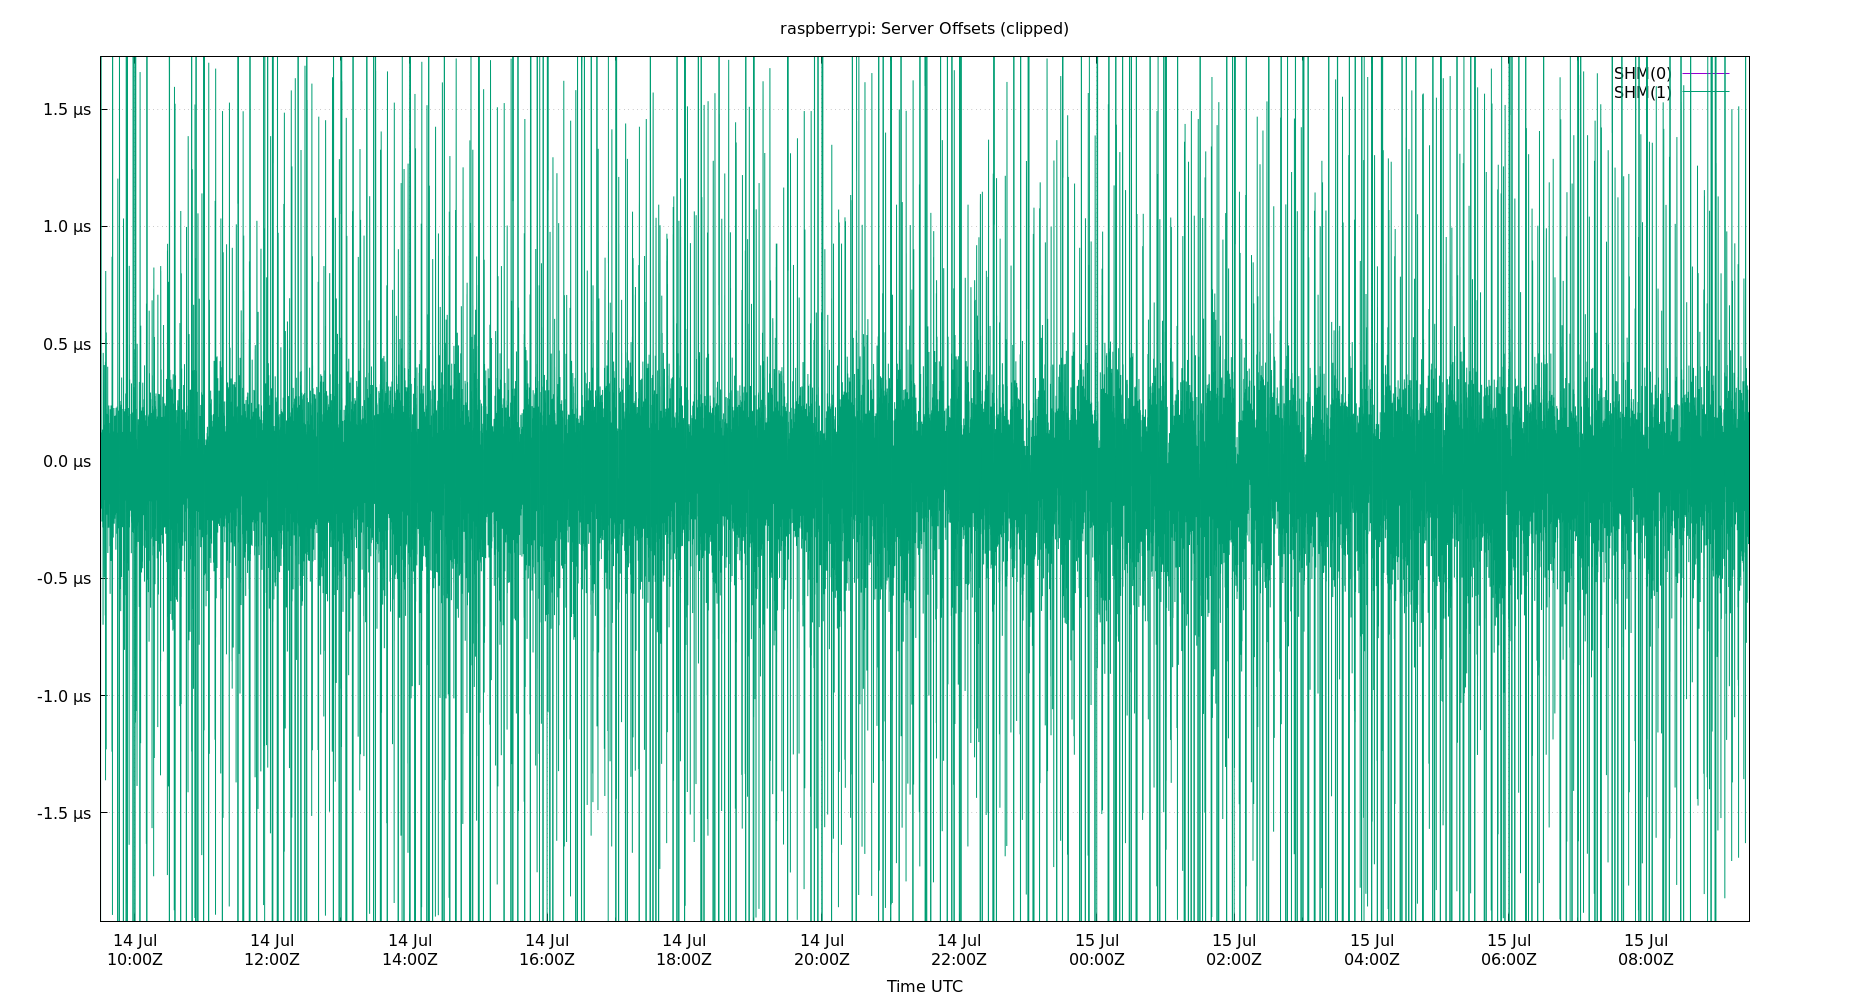 raspberrypi: Server Offsets (clipped)
SHM(0)
SHM(1)
1.5 µs
1.0 µs
0.5 µs
0.0 µs
-0.5 µs
-1.0 µs
-1.5 µs
14 Jul 14 Jul 14 Jul 14 Jul 14 Jul 14 Jul 14 Jul 15 Jul 15 Jul 15 Jul 15 Jul 15 Jul
10:00Z 12:00Z 14:00Z 16:00Z 18:00Z 20:00Z 22:00Z 00:00Z 02:00Z 04:00Z 06:00Z 08:00Z
Time UTC